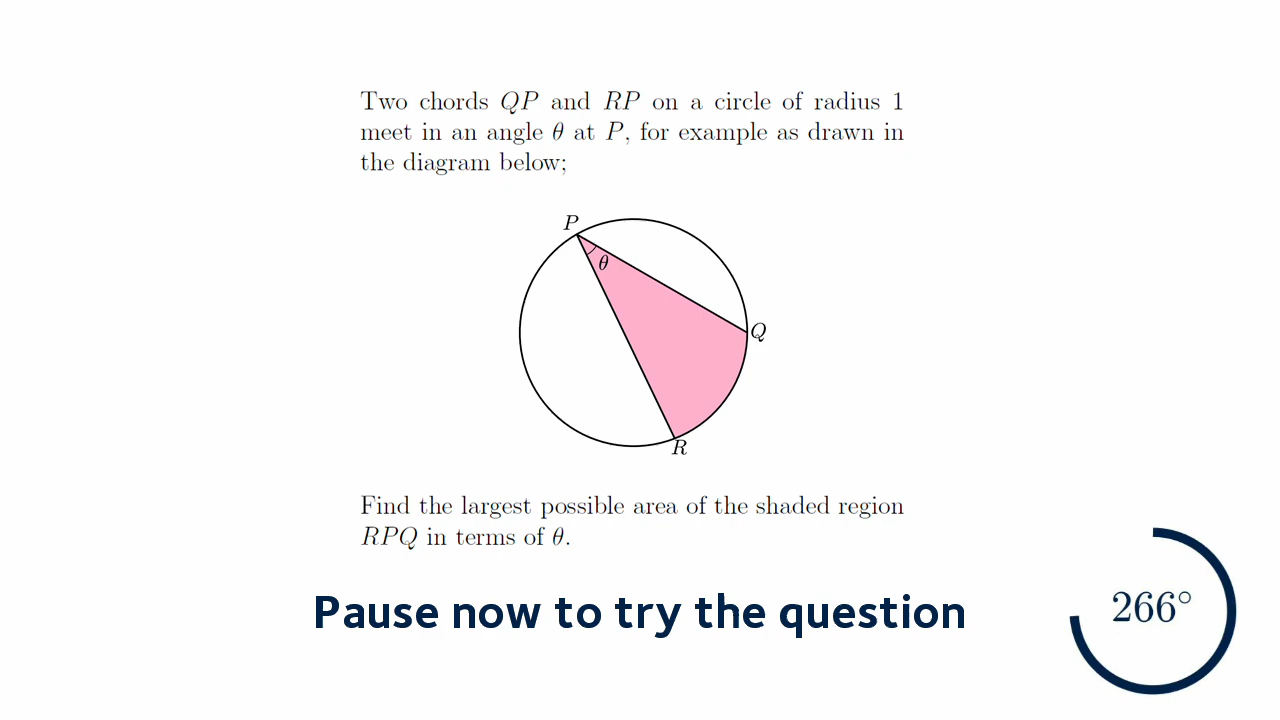 Two chords QP and RP on a circle of radius 1
meet in an angle θ at P, for example as drawn in
the diagram below;
P
θ
Q
R
Find the largest possible area of the shaded region
RPQ in terms of θ.
Pause now to try the question
266°